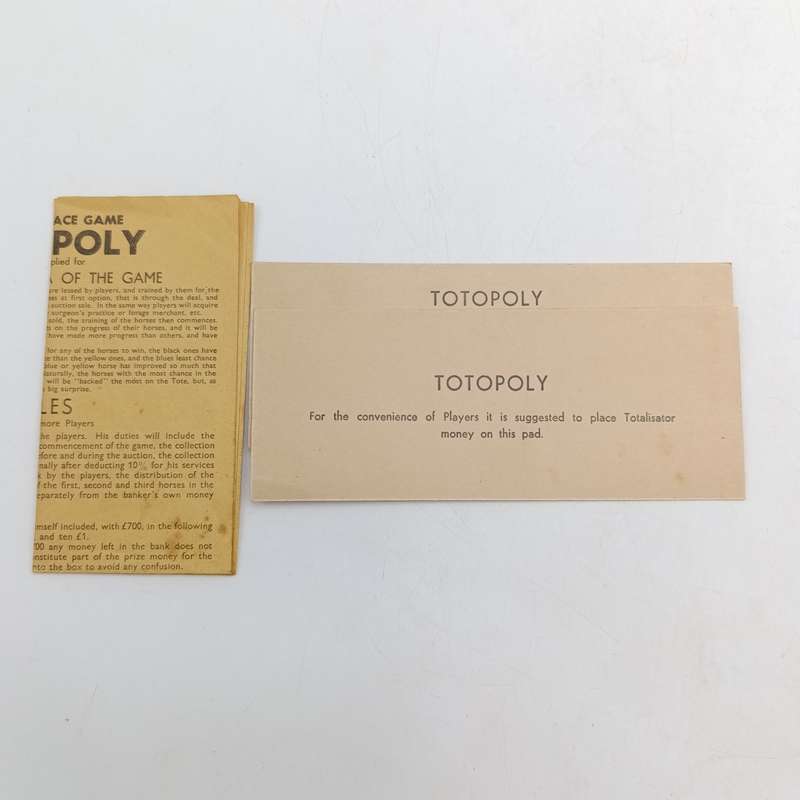 ACE GAME
POLY
plied for
A OF THE GAME
are leased by players, and trained by them for the
es at first option, that is through the deal, and
auction sale. In the same way players will acquire
surgeon's practice or forage merchant, etc.
sold, the training of the horses then commences.
ts on the progress of their horses, and it will be
have made more progress than others, and have
for any of the horses to win, the black ones have
e than the yellow ones, and the blues least chance
blue or yellow horse has improved so much that
Naturally, the horses with the most chance in the
will be "backed" the most on the Tote, but, as
big surprise.
LES
more Players
he players. His duties will include the
commencement of the game, the collection
efore and during the auction, the collection
nally after deducting 10% for his services
k by the players, the distribution of the
f the first, second and third horses in the
eparately from the banker's own money
mself included, with £700, in the following
and ten £1.
00 any money left in the bank does not
nstitute part of the prize money for the
nto the box to avoid any confusion.
TOTOPOLY
TOTOPOLY
For the convenience of Players it is suggested to place Totalisator
money on this pad.